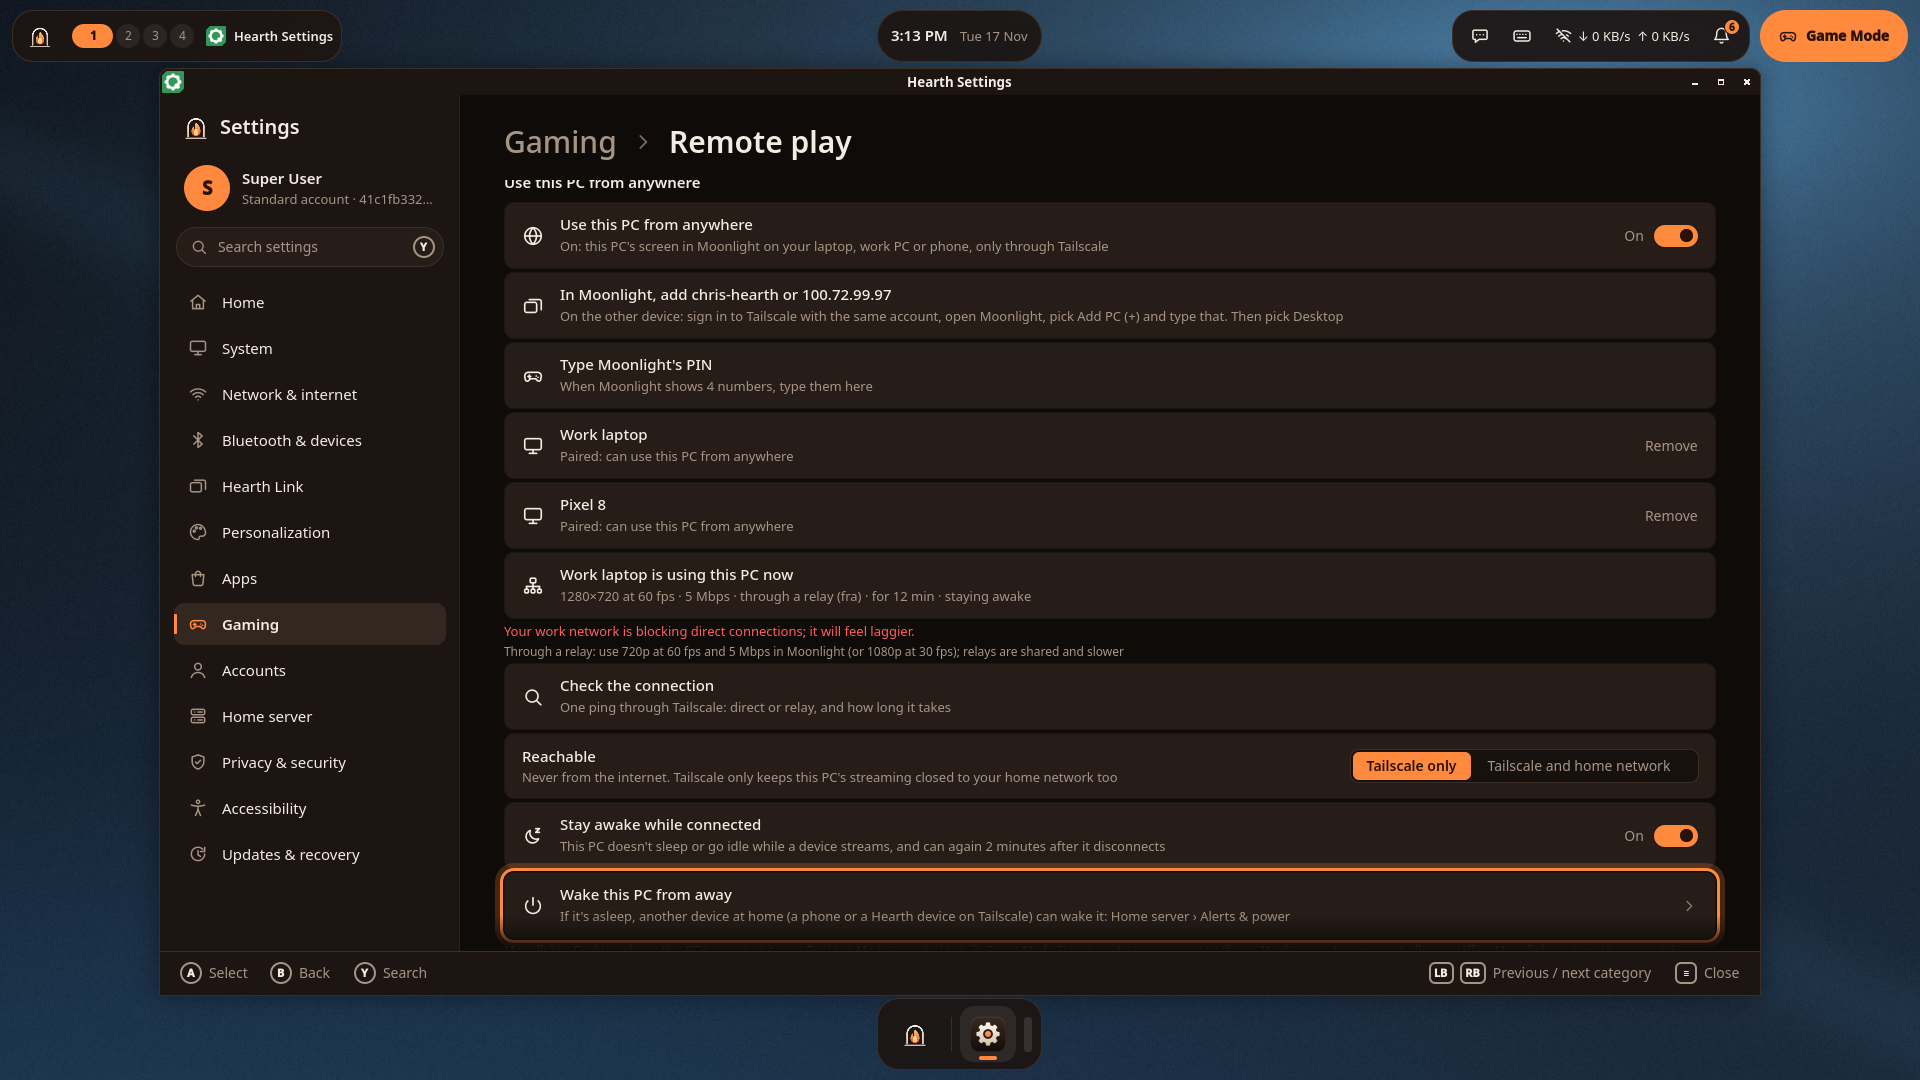 1 2 3 4 Hearth Settings
3:13 PM Tue 17 Nov
↓ 0 KB/s ↑ 0 KB/s 6 Game Mode
Hearth Settings
Settings
S Super User
Standard account · 41c1fb332...
Search settings Y
Home
System
Network & internet
Bluetooth & devices
Hearth Link
Personalization
Apps
Gaming
Accounts
Home server
Privacy & security
Accessibility
Updates & recovery
Gaming > Remote play
Use this PC from anywhere
Use this PC from anywhere
On: this PC's screen in Moonlight on your laptop, work PC or phone, only through Tailscale
On
In Moonlight, add chris-hearth or 100.72.99.97
On the other device: sign in to Tailscale with the same account, open Moonlight, pick Add PC (+) and type that. Then pick Desktop
Type Moonlight's PIN
When Moonlight shows 4 numbers, type them here
Work laptop
Paired: can use this PC from anywhere
Remove
Pixel 8
Paired: can use this PC from anywhere
Remove
Work laptop is using this PC now
1280×720 at 60 fps · 5 Mbps · through a relay (fra) · for 12 min · staying awake
Your work network is blocking direct connections; it will feel laggier.
Through a relay: use 720p at 60 fps and 5 Mbps in Moonlight (or 1080p at 30 fps); relays are shared and slower
Check the connection
One ping through Tailscale: direct or relay, and how long it takes
Reachable
Never from the internet. Tailscale only keeps this PC's streaming closed to your home network too
Tailscale only Tailscale and home network
Stay awake while connected
This PC doesn't sleep or go idle while a device streams, and can again 2 minutes after it disconnects
On
Wake this PC from away
If it's asleep, another device at home (a phone or a Hearth device on Tailscale) can wake it: Home server › Alerts & power
A Select B Back Y Search
LB RB Previous / next category ≡ Close